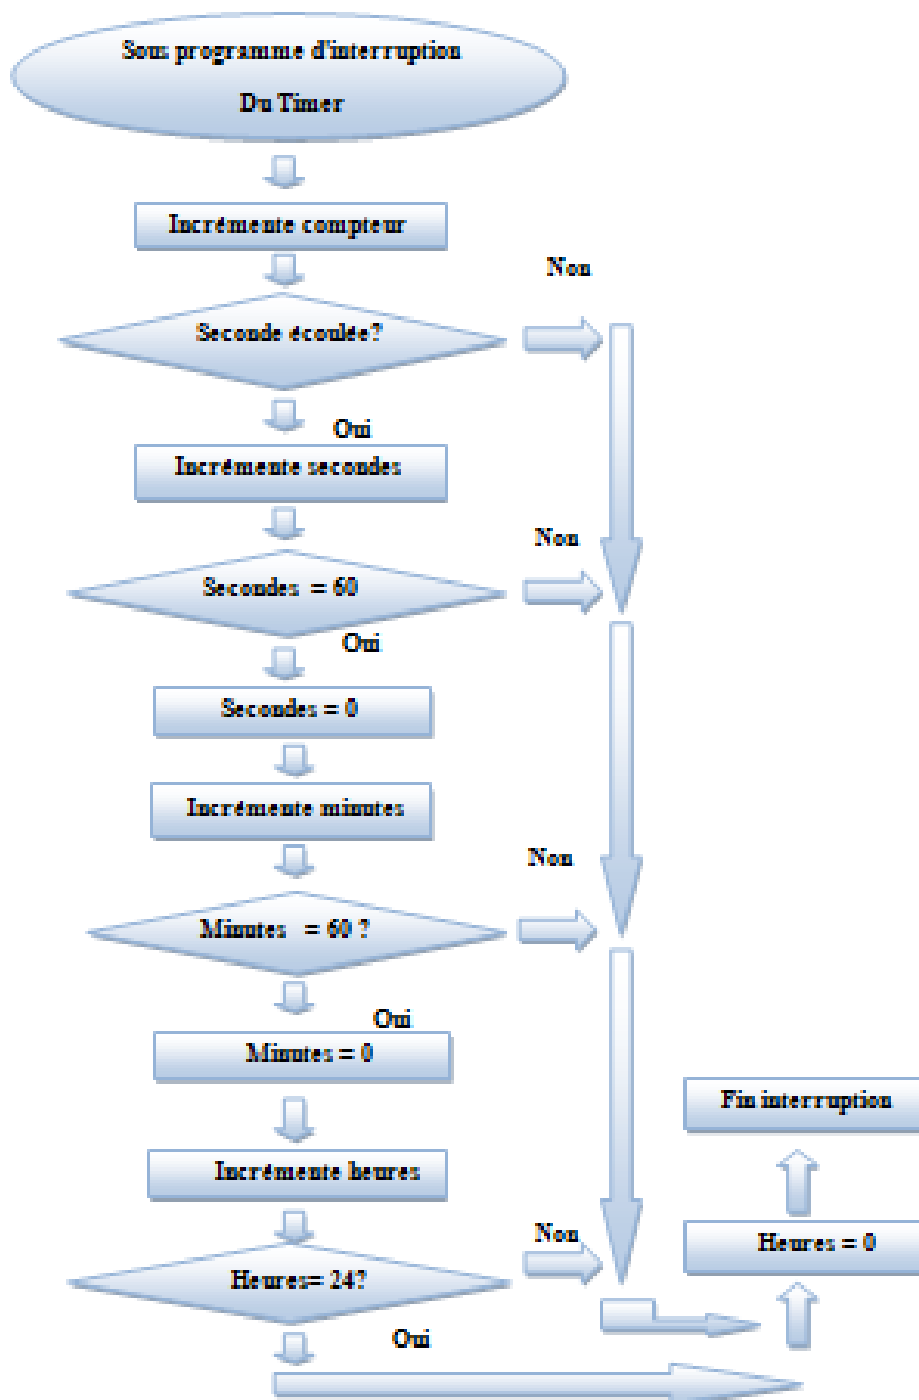 Sous programme d'interruption
Du Timer
Incrémente compteur
Non
Seconde écoulée?
Oui
Incrémente secondes
Non
Secondes = 60
Oui
Secondes = 0
Incrémente minutes
Non
Minutes = 60 ?
Oui
Minutes = 0
Fin interruption
Incrémente heures
Non
Heures = 0
Heures= 24?
Oui